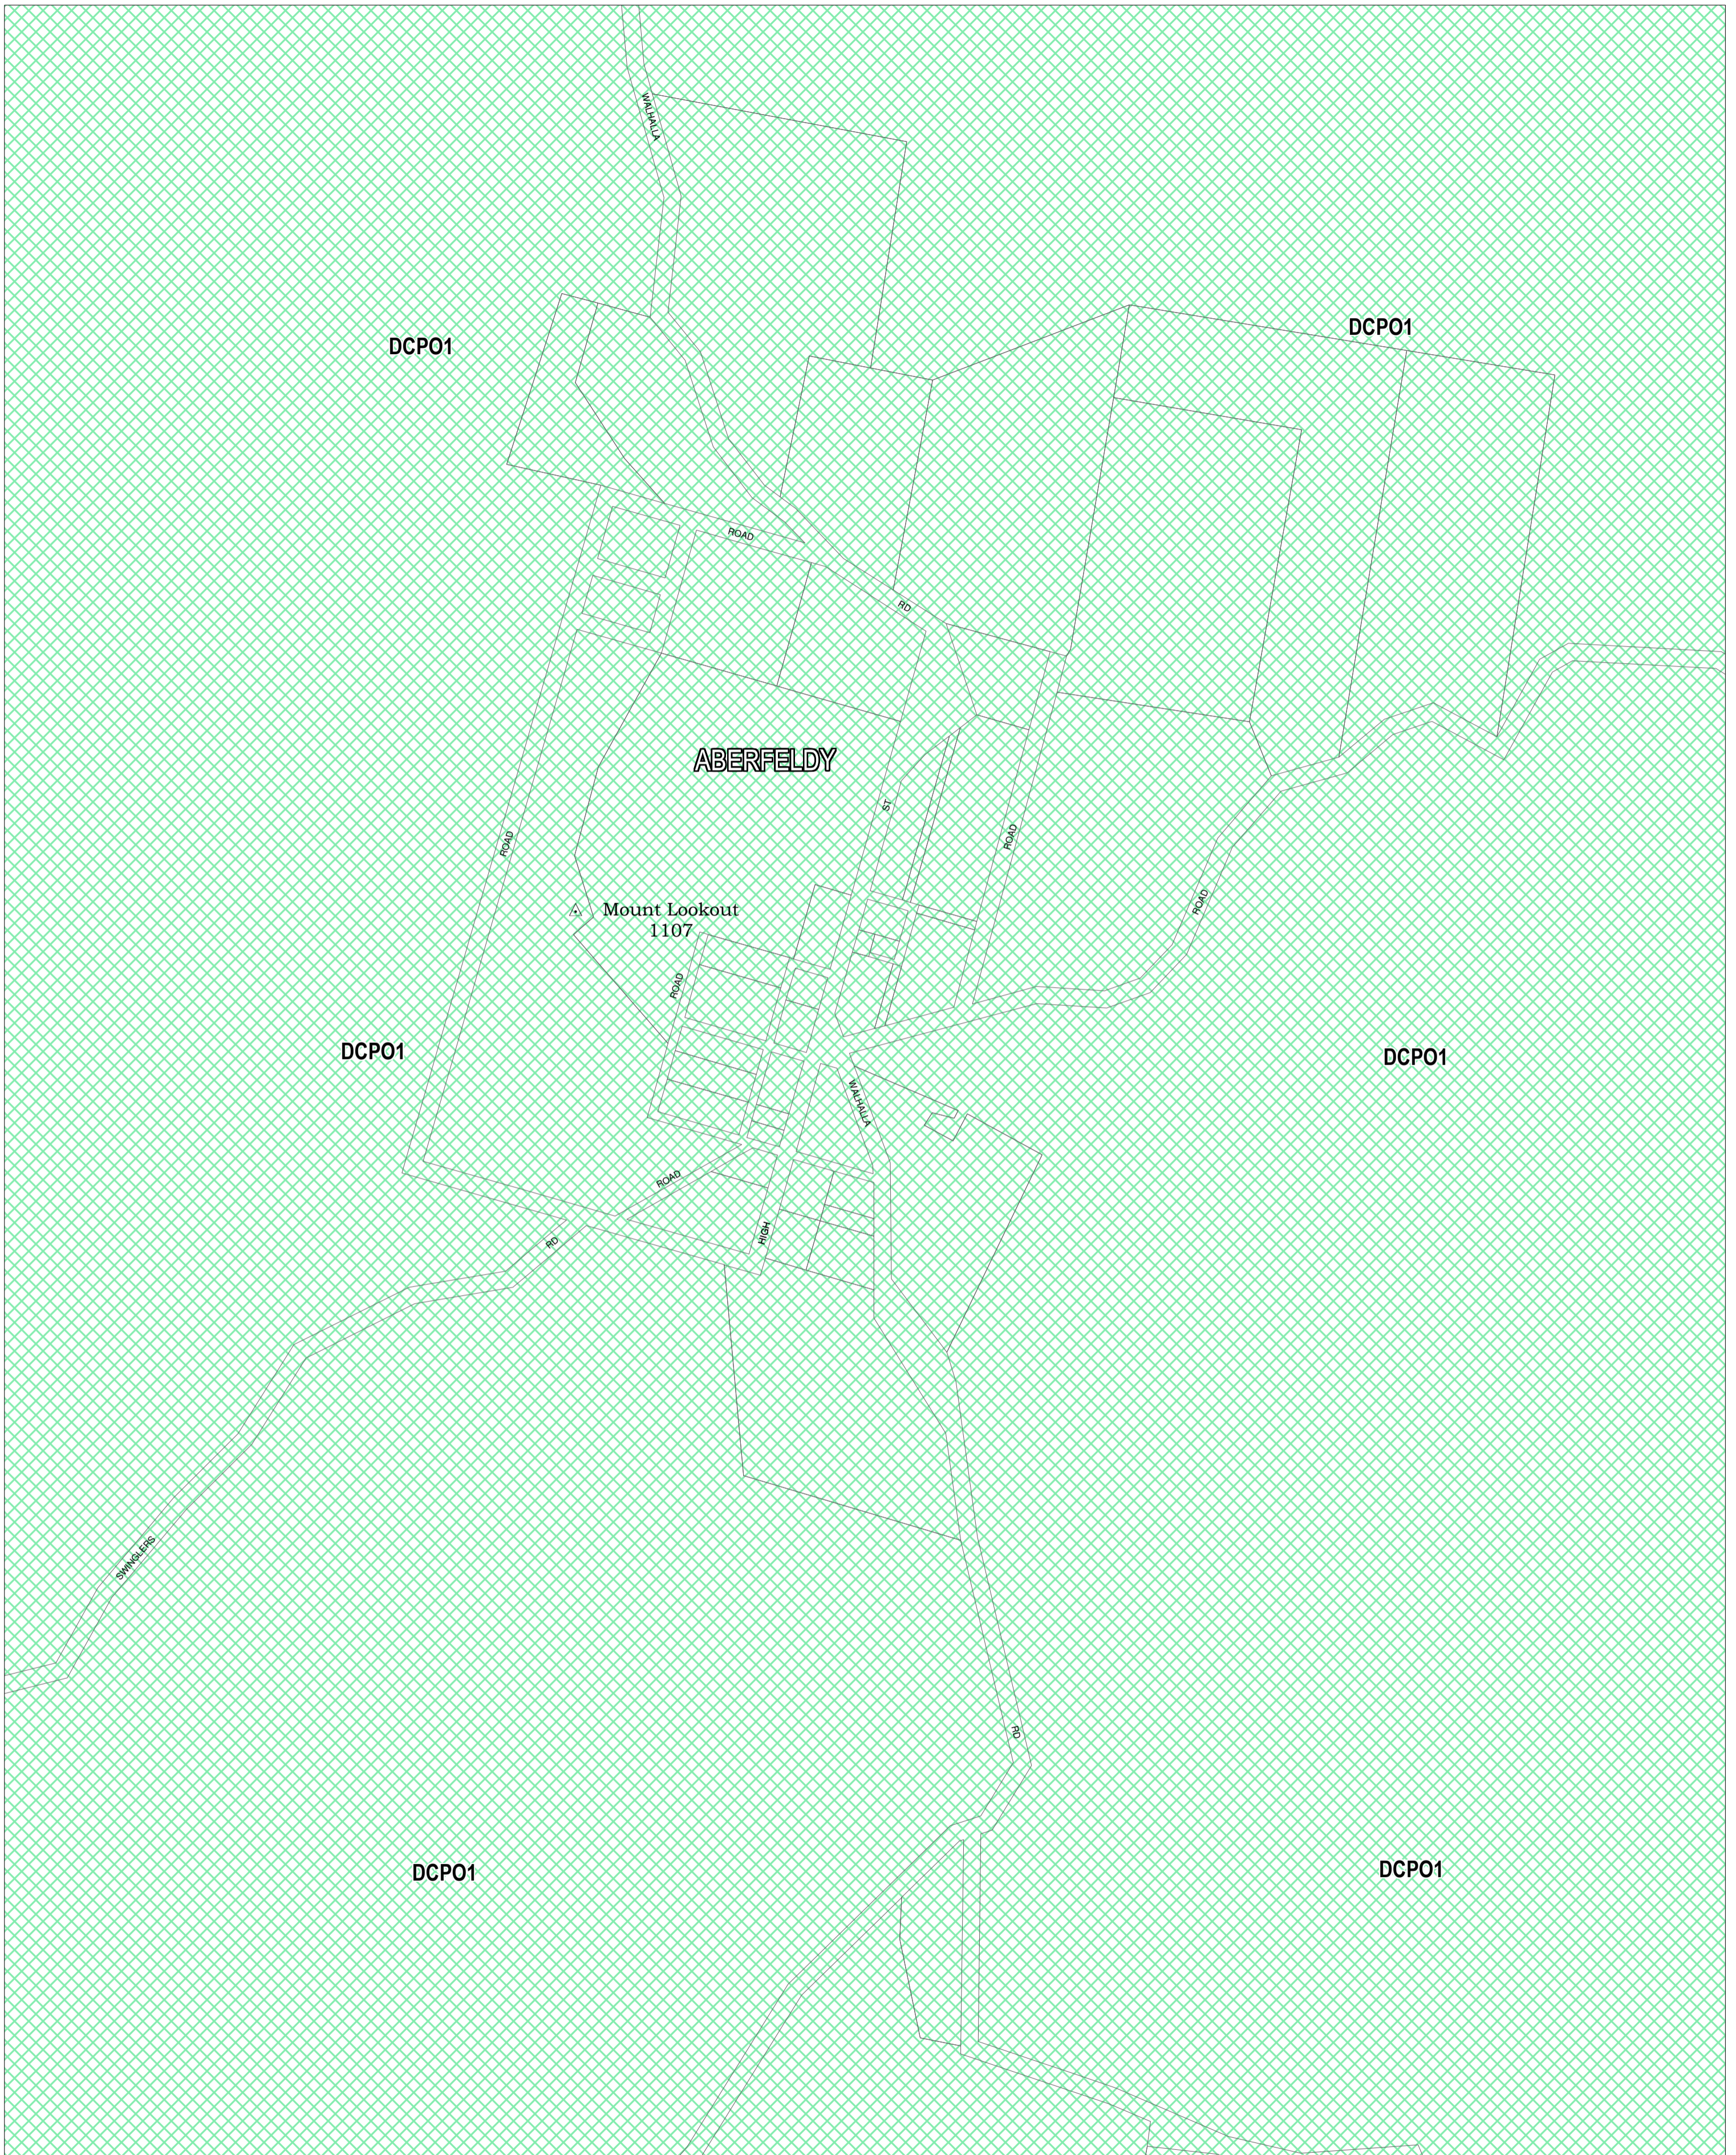 WALHALLA
DCPO1
DCPO1
ROAD
RD
ABERFELDY
ST
ROAD
ROAD
ROAD
Mount Lookout
1107
ROAD
DCPO1
DCPO1
WALHALLA
ROAD
HIGH
RD
SWINGLERS
RD
DCPO1
DCPO1